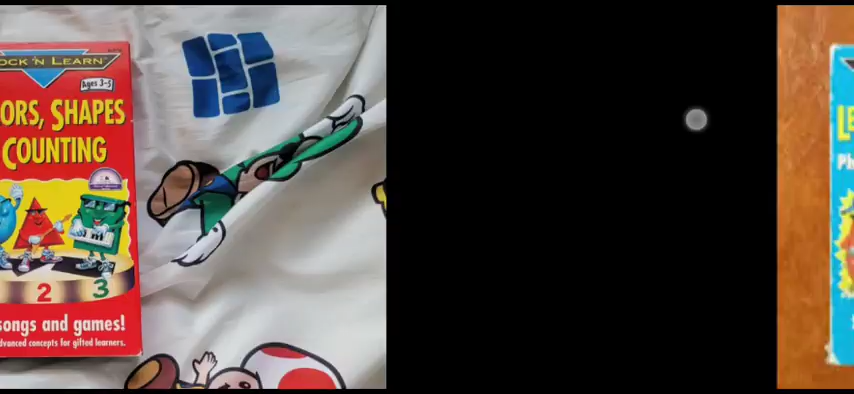 OCK 'N LEARN
Ages 3-5
ORS, SHAPES
COUNTING
2 3
songs and games!
dvanced concepts for gifted learners.
LE
Ph